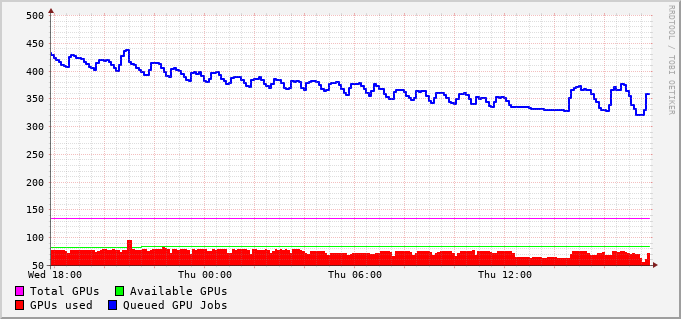 500
450
400
350
300
250
200
150
100
50
Wed 18:00 Thu 00:00 Thu 06:00 Thu 12:00
Total GPUs Available GPUs
GPUs used Queued GPU Jobs
RRDTOOL / TOBI OETIKER